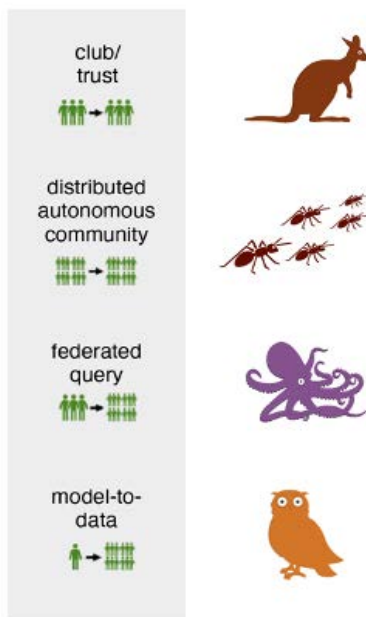 club/
trust
distributed
autonomous
community
federated
query
model-to-
data